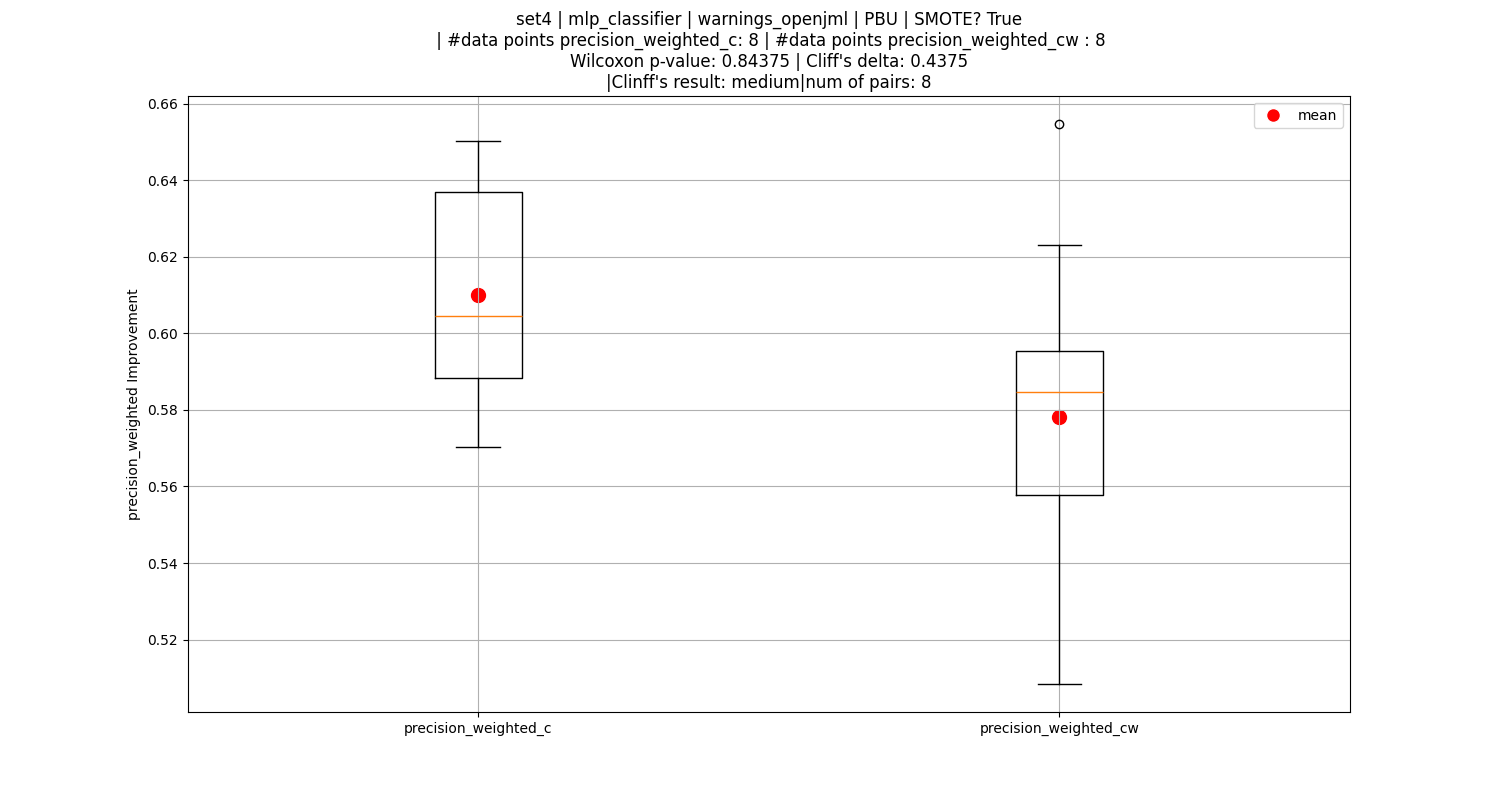 set4 | mlp_classifier | warnings_openjml | PBU | SMOTE? True
| #data points precision_weighted_c: 8 | #data points precision_weighted_cw : 8
Wilcoxon p-value: 0.84375 | Cliff's delta: 0.4375
|Clinff's result: medium|num of pairs: 8
mean
precision_weighted Improvement
0.66
0.64
0.62
0.60
0.58
0.56
0.54
0.52
precision_weighted_c
precision_weighted_cw